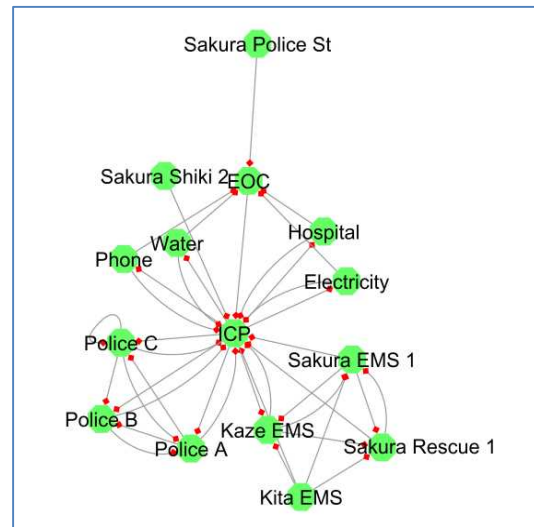 Sakura Police St
Sakura Shiki 2
EOC
Water
Hospital
Phone
Electricity
ICP
Police C
Sakura EMS 1
Police B
Kaze EMS
Police A
Sakura Rescue 1
Kita EMS